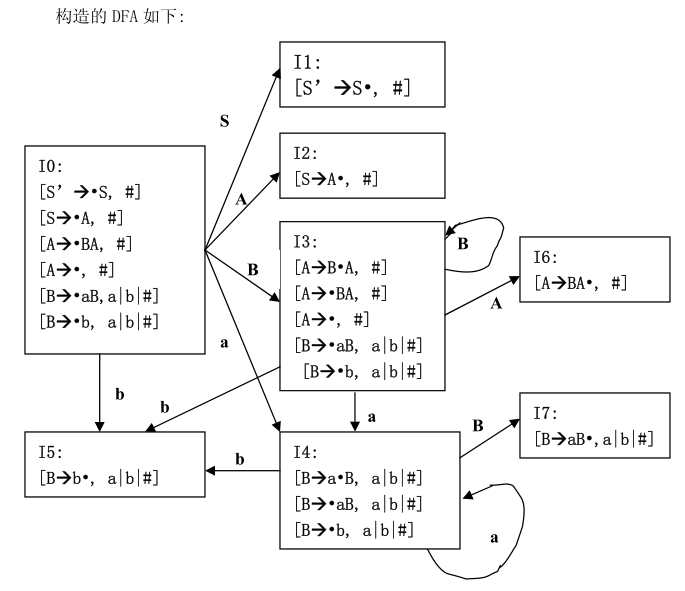 构造的 DFA 如下:
I1:
[S’ →S•, #]
S
I0:
[S’ →•S, #]
[S→•A, #]
[A→•BA, #]
[A→•, #]
[B→•aB,a|b|#]
[B→•b, a|b|#]
I2:
[S→A•, #]
A
I3:
[A→B•A, #]
[A→•BA, #]
[A→•, #]
[B→•aB, a|b|#]
[B→•b, a|b|#]
B
B
I6:
[A→BA•, #]
A
a
b
b
a
I5:
[B→b•, a|b|#]
b
I4:
[B→a•B, a|b|#]
[B→•aB, a|b|#]
[B→•b, a|b|#]
B
I7:
[B→aB•,a|b|#]
a